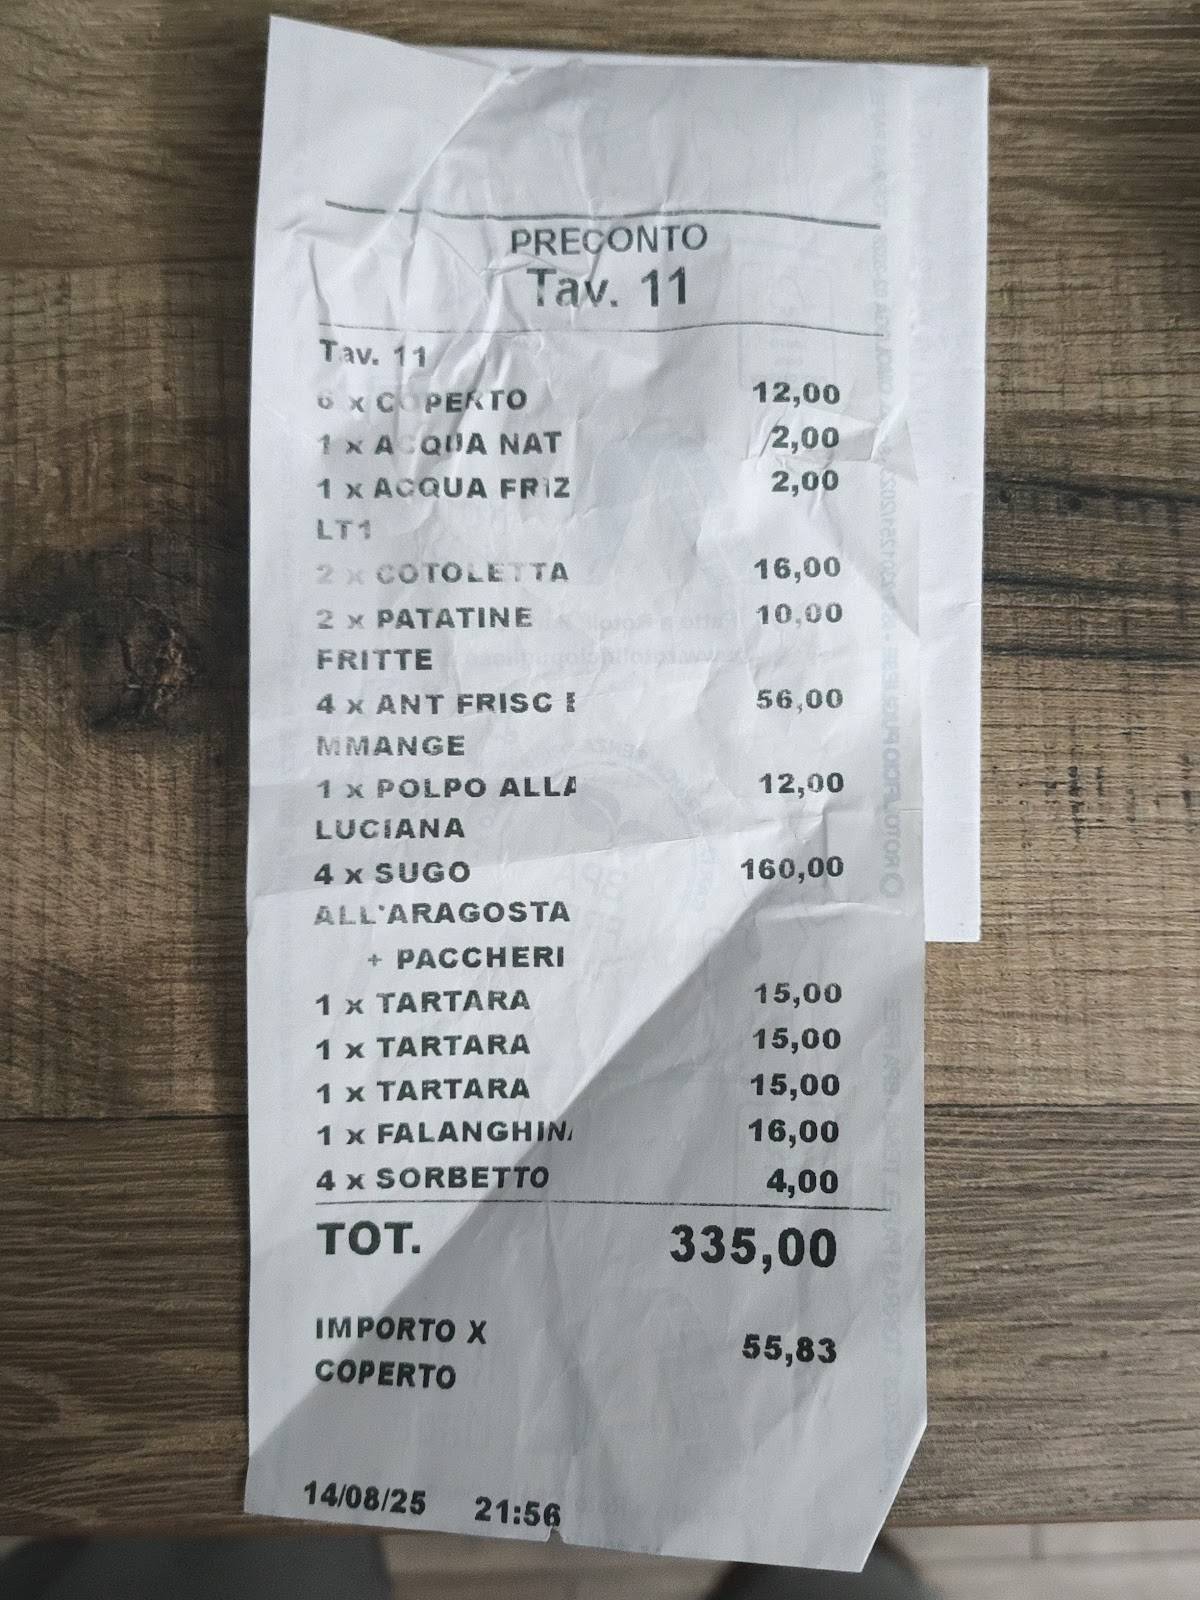 PRECONTO
Tav. 11
Tav. 11
6 x COPERTO 12,00
1 x ACQUA NAT 2,00
1 x ACQUA FRIZ 2,00
LT1
2 x COTOLETTA 16,00
2 x PATATINE 10,00
FRITTE
4 x ANT FRISC E 56,00
MMANGE
1 x POLPO ALLA 12,00
LUCIANA
4 x SUGO 160,00
ALL'ARAGOSTA
+ PACCHERI
1 x TARTARA 15,00
1 x TARTARA 15,00
1 x TARTARA 15,00
1 x FALANGHINA 16,00
4 x SORBETTO 4,00
TOT. 335,00
IMPORTO X 55,83
COPERTO
14/08/25 21:56